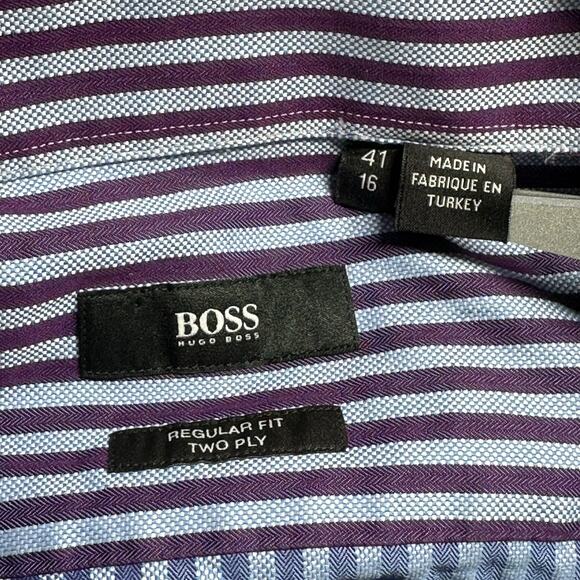 41
16
MADE IN
FABRIQUE EN
TURKEY
BOSS
HUGO BOSS
REGULAR FIT
TWO PLY